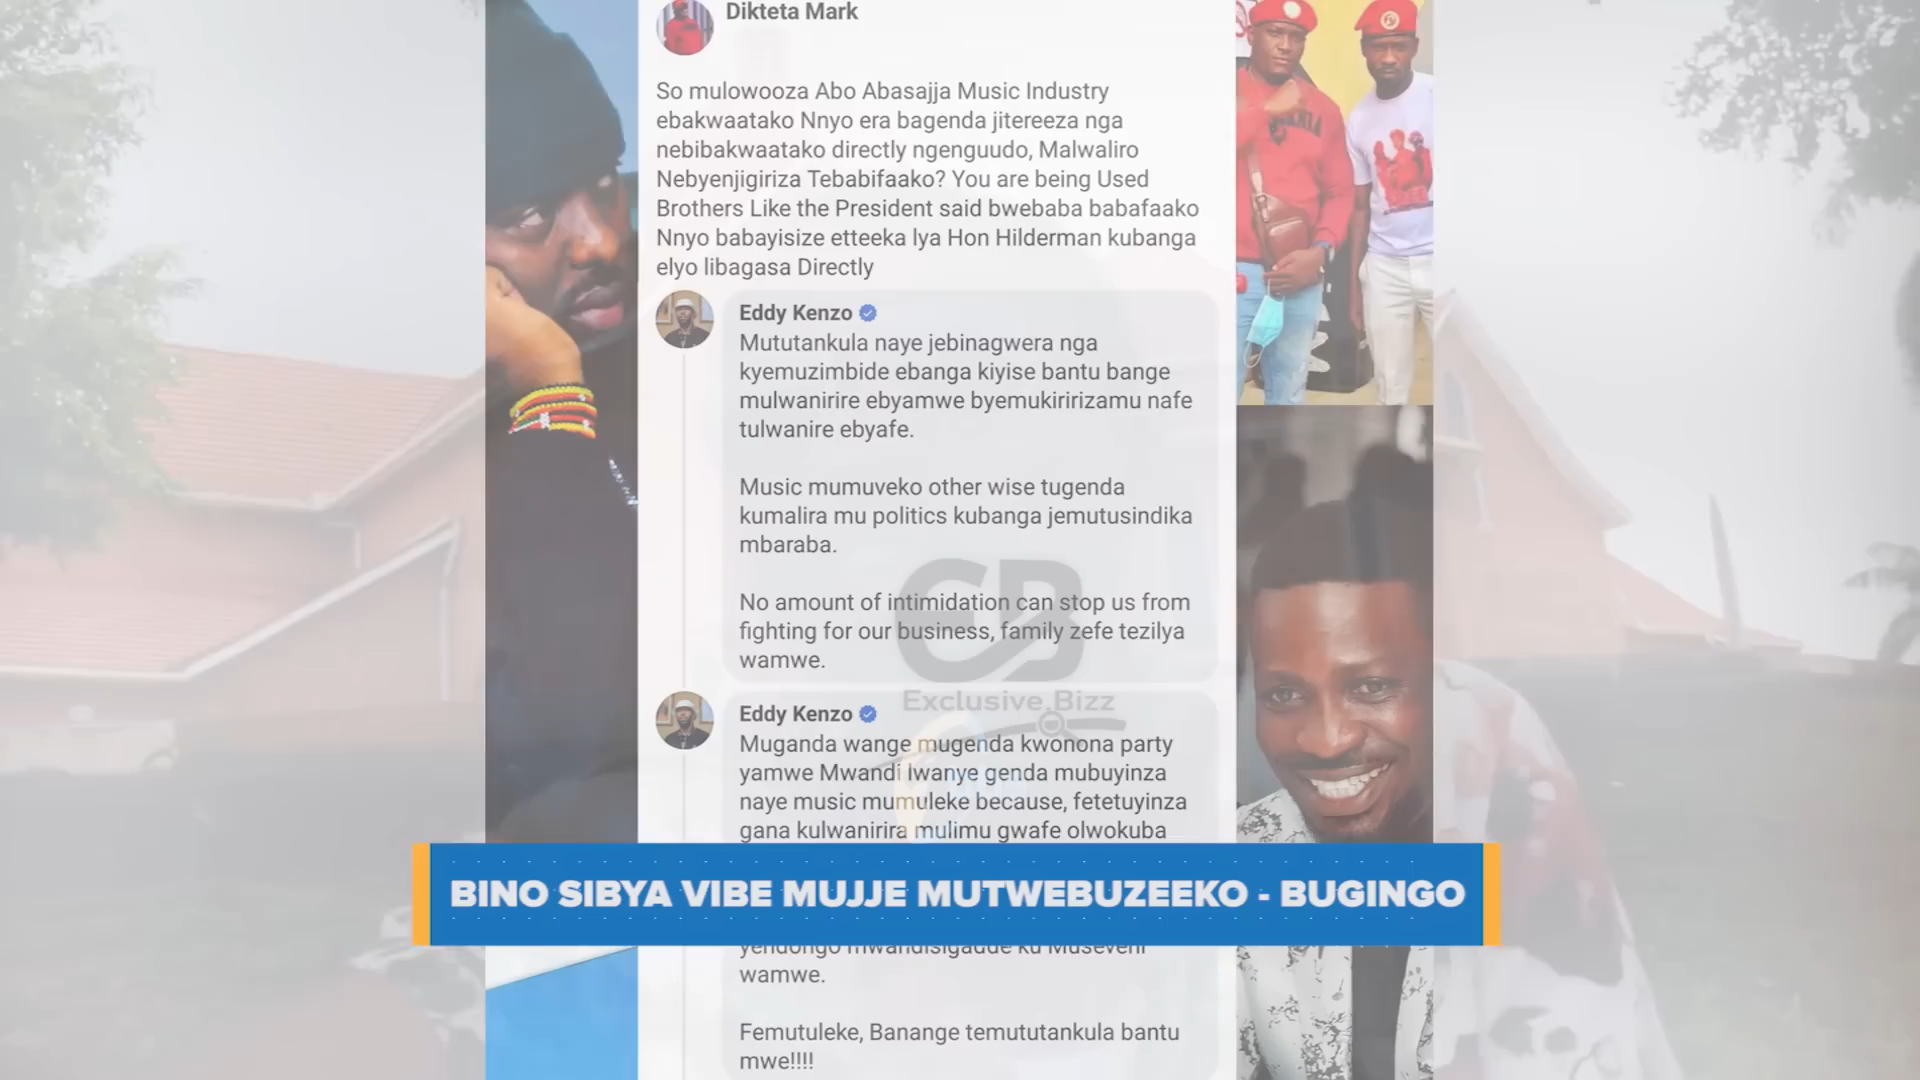 Dikteta Mark
So mulowooza Abo Abasajja Music Industry
ebakwaatako Nnyo era bagenda jitereeza nga
nebibakwaatako directly ngenguudo, Malwaliro
Nebyenjigiriza Tebabifaako? You are being Used
Brothers Like the President said bwebaba babafaako
Nnyo babayisize etteeka lya Hon Hilderman kubanga
elyo libagasa Directly
Eddy Kenzo
Mututankula naye jebinagwera nga
kyemuzimbide ebanga kiyise bantu bange
mulwanirire ebyamwe byemukiririzamu nafe
tulwanire ebyafe.
Music mumuveko other wise tugenda
kumalira mu politics kubanga jemutusindika
mbaraba.
No amount of intimidation can stop us from
fighting for our business, family zefe tezilya
wamwe.
Eddy Kenzo
Muganda wange mugenda kwonona party
yamwe Mwandi lwanye genda mubuyinza
naye music mumuleke because, fetetuyinza
gana kulwanirira mulimu gwafe olwokuba
yendongo mwandisigadde ku Museveni
wamwe.
Femutuleke, Banange temututankula bantu
mwe!!!!
GB
Exclusive.Bizz
BINO SIBYA VIBE MUJJE MUTWEBUZEEKO - BUGINGO